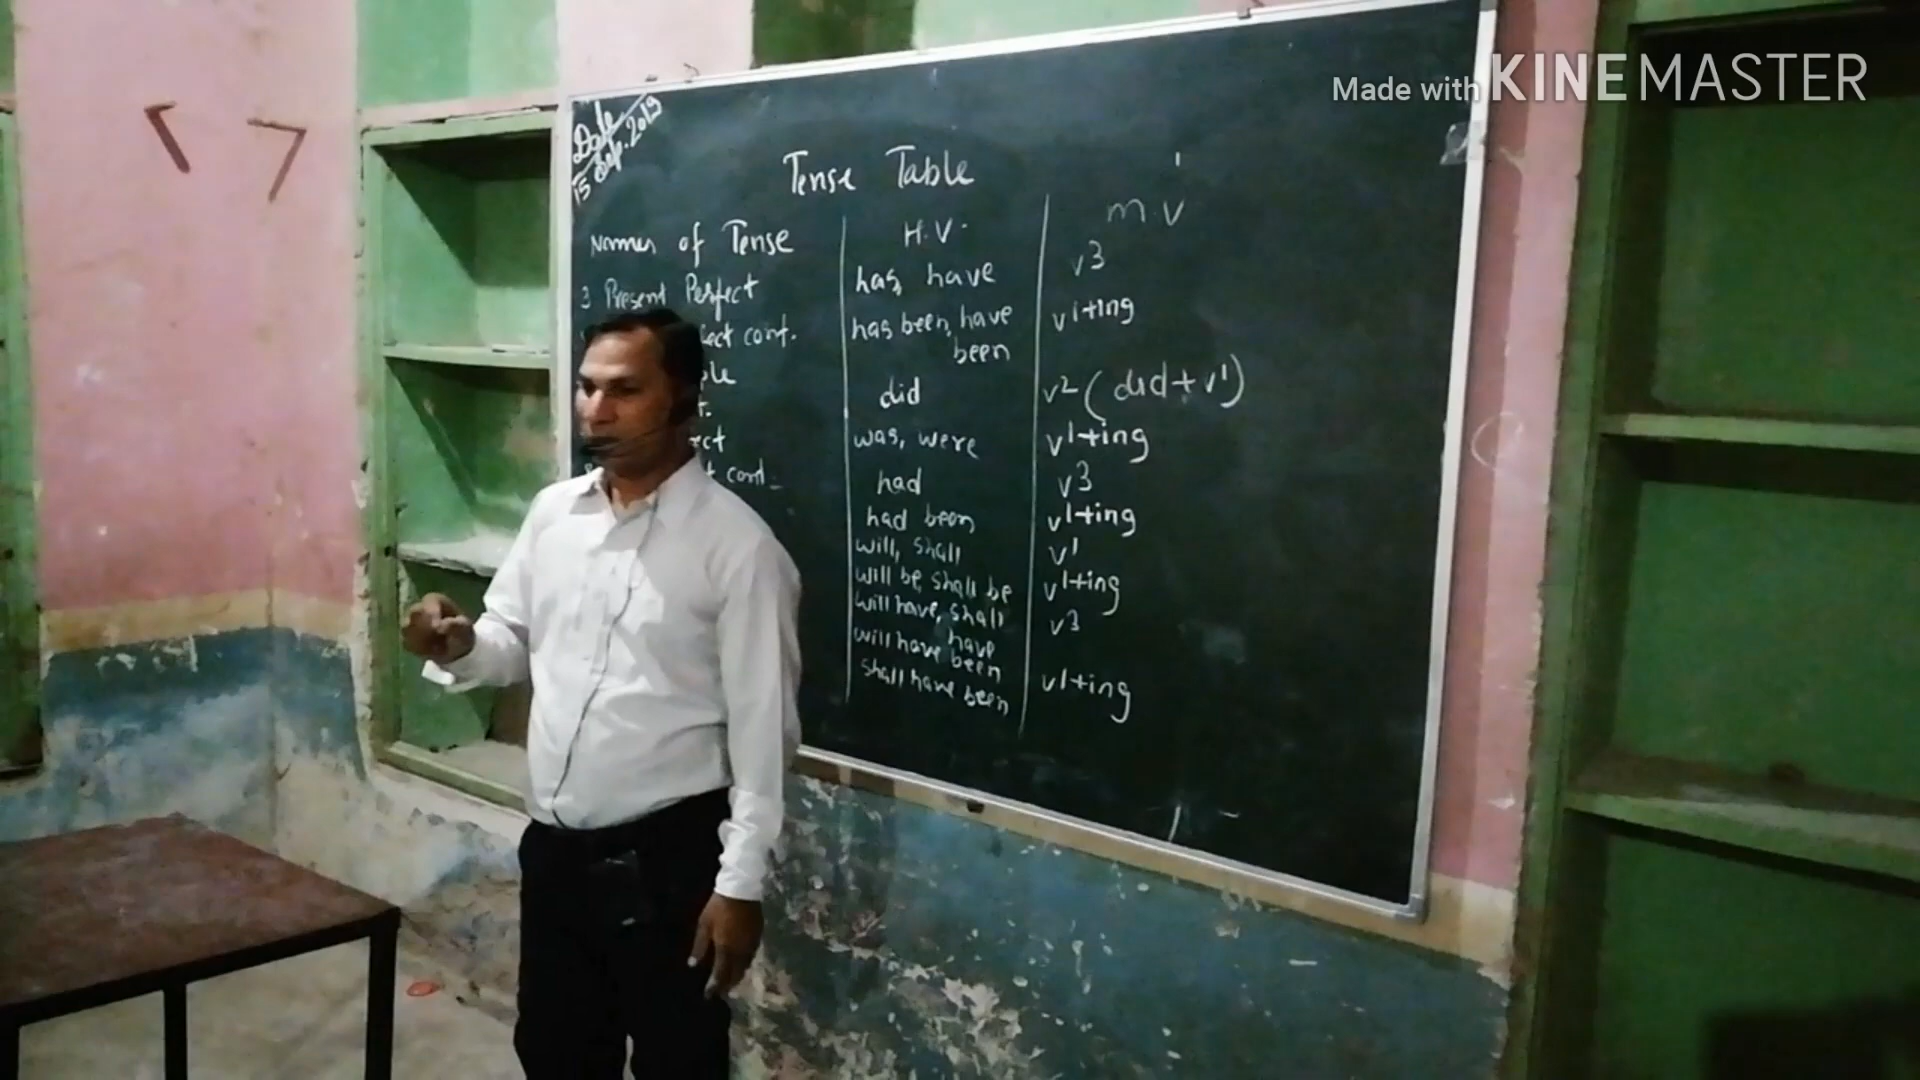 Made with KINEMASTER
Date
15 Sep. 2019
Tense Table
Names of Tense H.V. m.v
3 Present Perfect has, have v3
cont. has been, have v1+ing
been
did v2 (did+v1)
was, were v1+ing
had v3
cont- had been v1+ing
will, shall v1
will be, shall be v1+ing
will have, shall v3
have
will have been
shall have been v1+ing